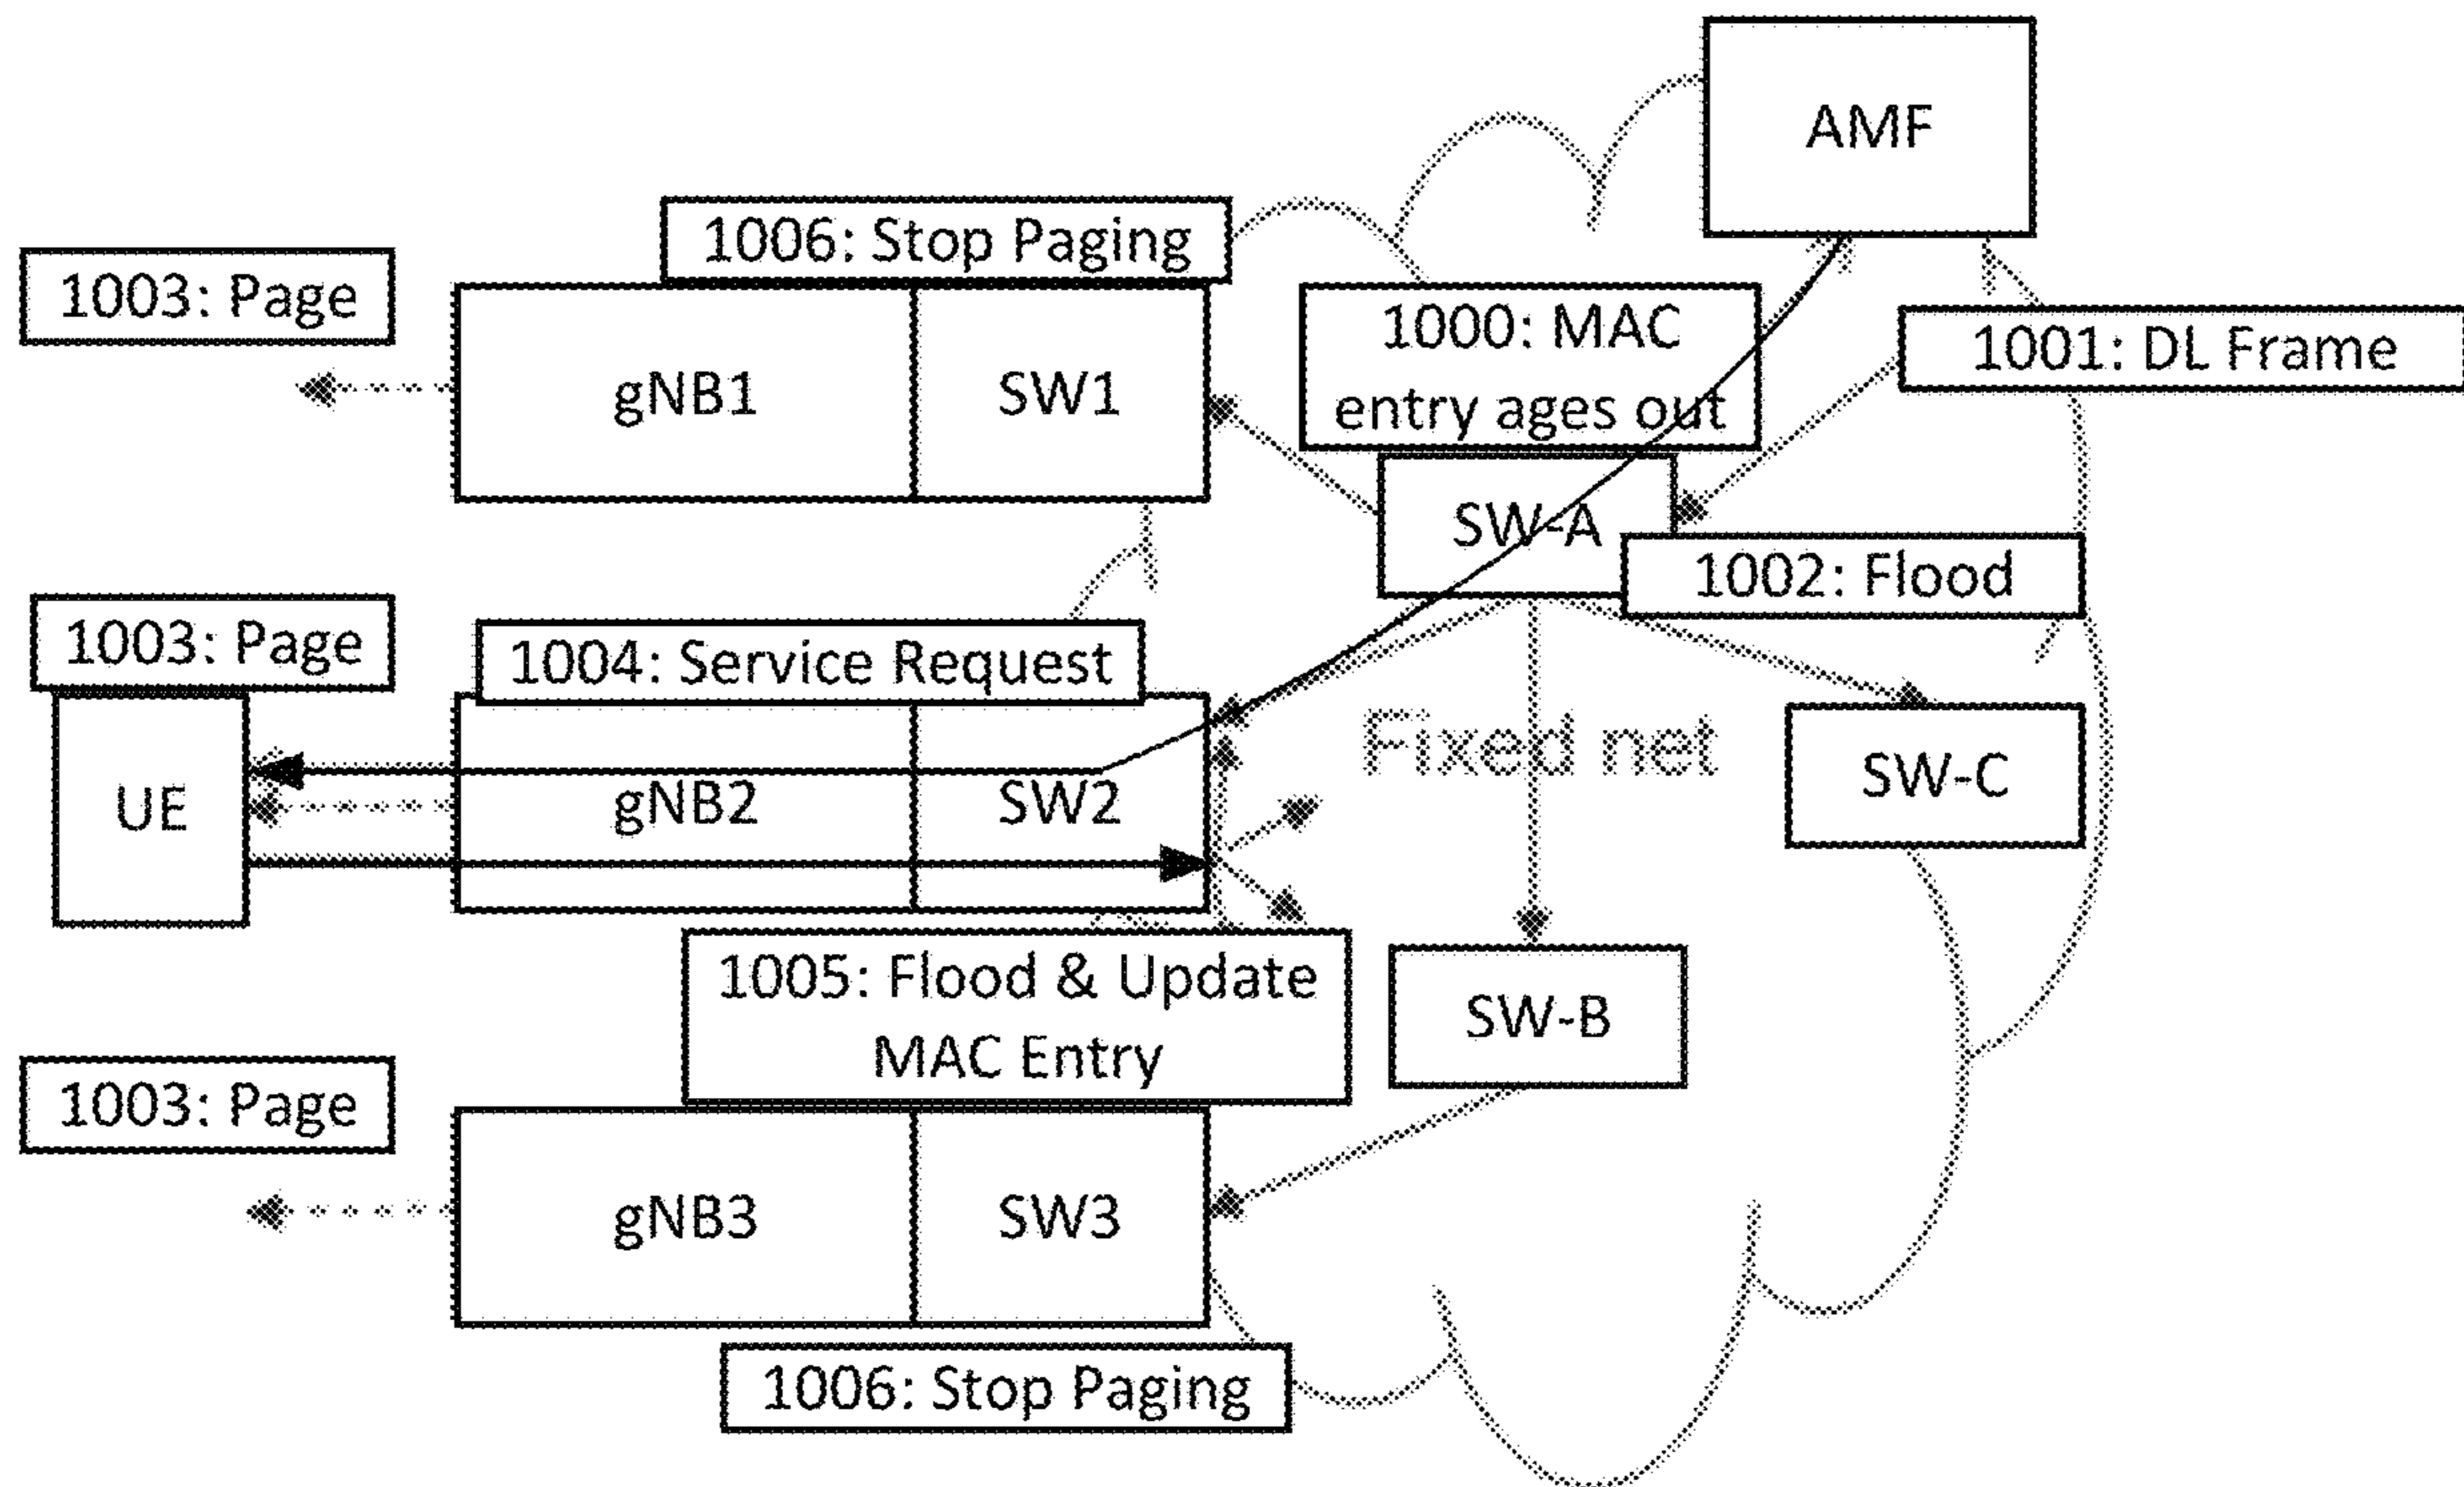 AMF
1006: Stop Paging
1003: Page
1000: MAC
entry ages out
1001: DL Frame
gNB1
SW1
SW-A
1002: Flood
1003: Page
1004: Service Request
Fixed net
UE
gNB2
SW2
SW-C
1005: Flood & Update
MAC Entry
SW-B
1003: Page
gNB3
SW3
1006: Stop Paging